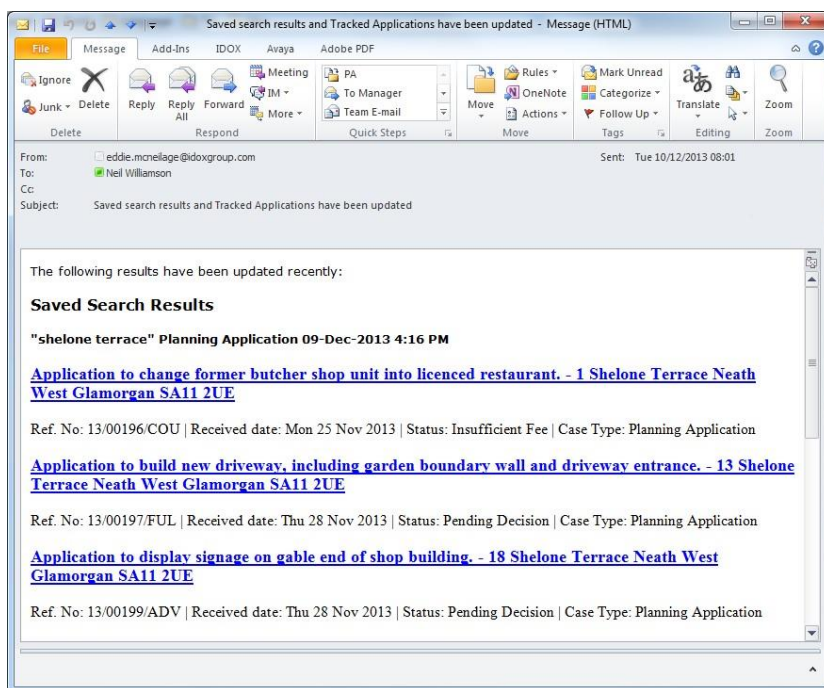 Saved search results and Tracked Applications have been updated - Message (HTML)
File Message Add-Ins IDOX Avaya Adobe PDF
Ignore
Junk
Delete
Reply
Reply All
Forward
Meeting
IM
More
PA
To Manager
Team E-mail
Move
Rules
OneNote
Actions
Mark Unread
Categorize
Follow Up
Translate
Zoom
Delete Respond Quick Steps Move Tags Editing Zoom
From: eddie.mcneilage@idoxgroup.com Sent: Tue 10/12/2013 08:01
To: Neil Williamson
Cc:
Subject: Saved search results and Tracked Applications have been updated
The following results have been updated recently:
Saved Search Results
"shelone terrace" Planning Application 09-Dec-2013 4:16 PM
Application to change former butcher shop unit into licenced restaurant. - 1 Shelone Terrace Neath
West Glamorgan SA11 2UE
Ref. No: 13/00196/COU | Received date: Mon 25 Nov 2013 | Status: Insufficient Fee | Case Type: Planning Application
Application to build new driveway, including garden boundary wall and driveway entrance. - 13 Shelone
Terrace Neath West Glamorgan SA11 2UE
Ref. No: 13/00197/FUL | Received date: Thu 28 Nov 2013 | Status: Pending Decision | Case Type: Planning Application
Application to display signage on gable end of shop building. - 18 Shelone Terrace Neath West
Glamorgan SA11 2UE
Ref. No: 13/00199/ADV | Received date: Thu 28 Nov 2013 | Status: Pending Decision | Case Type: Planning Application